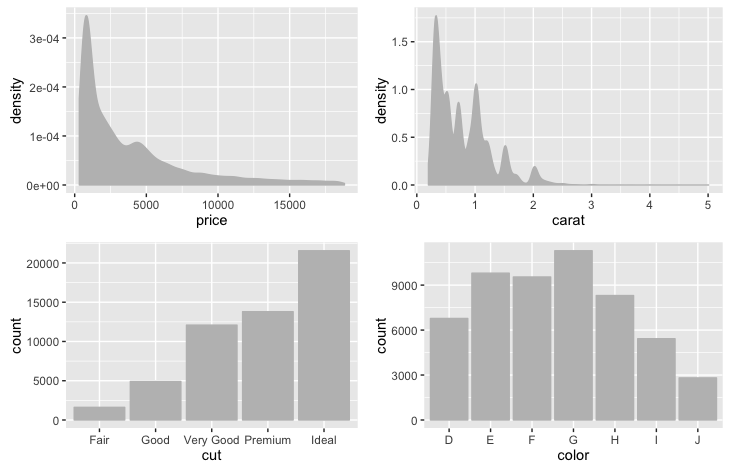 density
3e-04
2e-04
1e-04
0e+00
0 5000 10000 15000
price
density
1.5
1.0
0.5
0.0
0 1 2 3 4 5
carat
count
20000
15000
10000
5000
0
Fair Good Very Good Premium Ideal
cut
count
9000
6000
3000
0
D E F G H I J
color